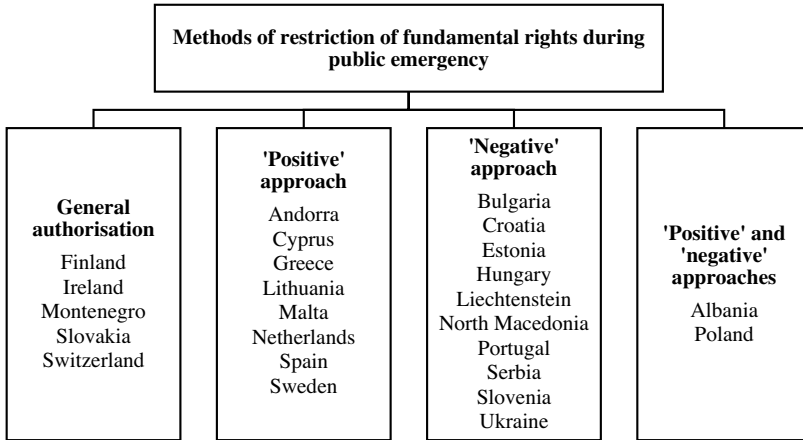 Methods of restriction of fundamental rights during
public emergency
General
authorisation
Finland
Ireland
Montenegro
Slovakia
Switzerland
'Positive'
approach
Andorra
Cyprus
Greece
Lithuania
Malta
Netherlands
Spain
Sweden
'Negative'
approach
Bulgaria
Croatia
Estonia
Hungary
Liechtenstein
North Macedonia
Portugal
Serbia
Slovenia
Ukraine
'Positive' and
'negative'
approaches
Albania
Poland